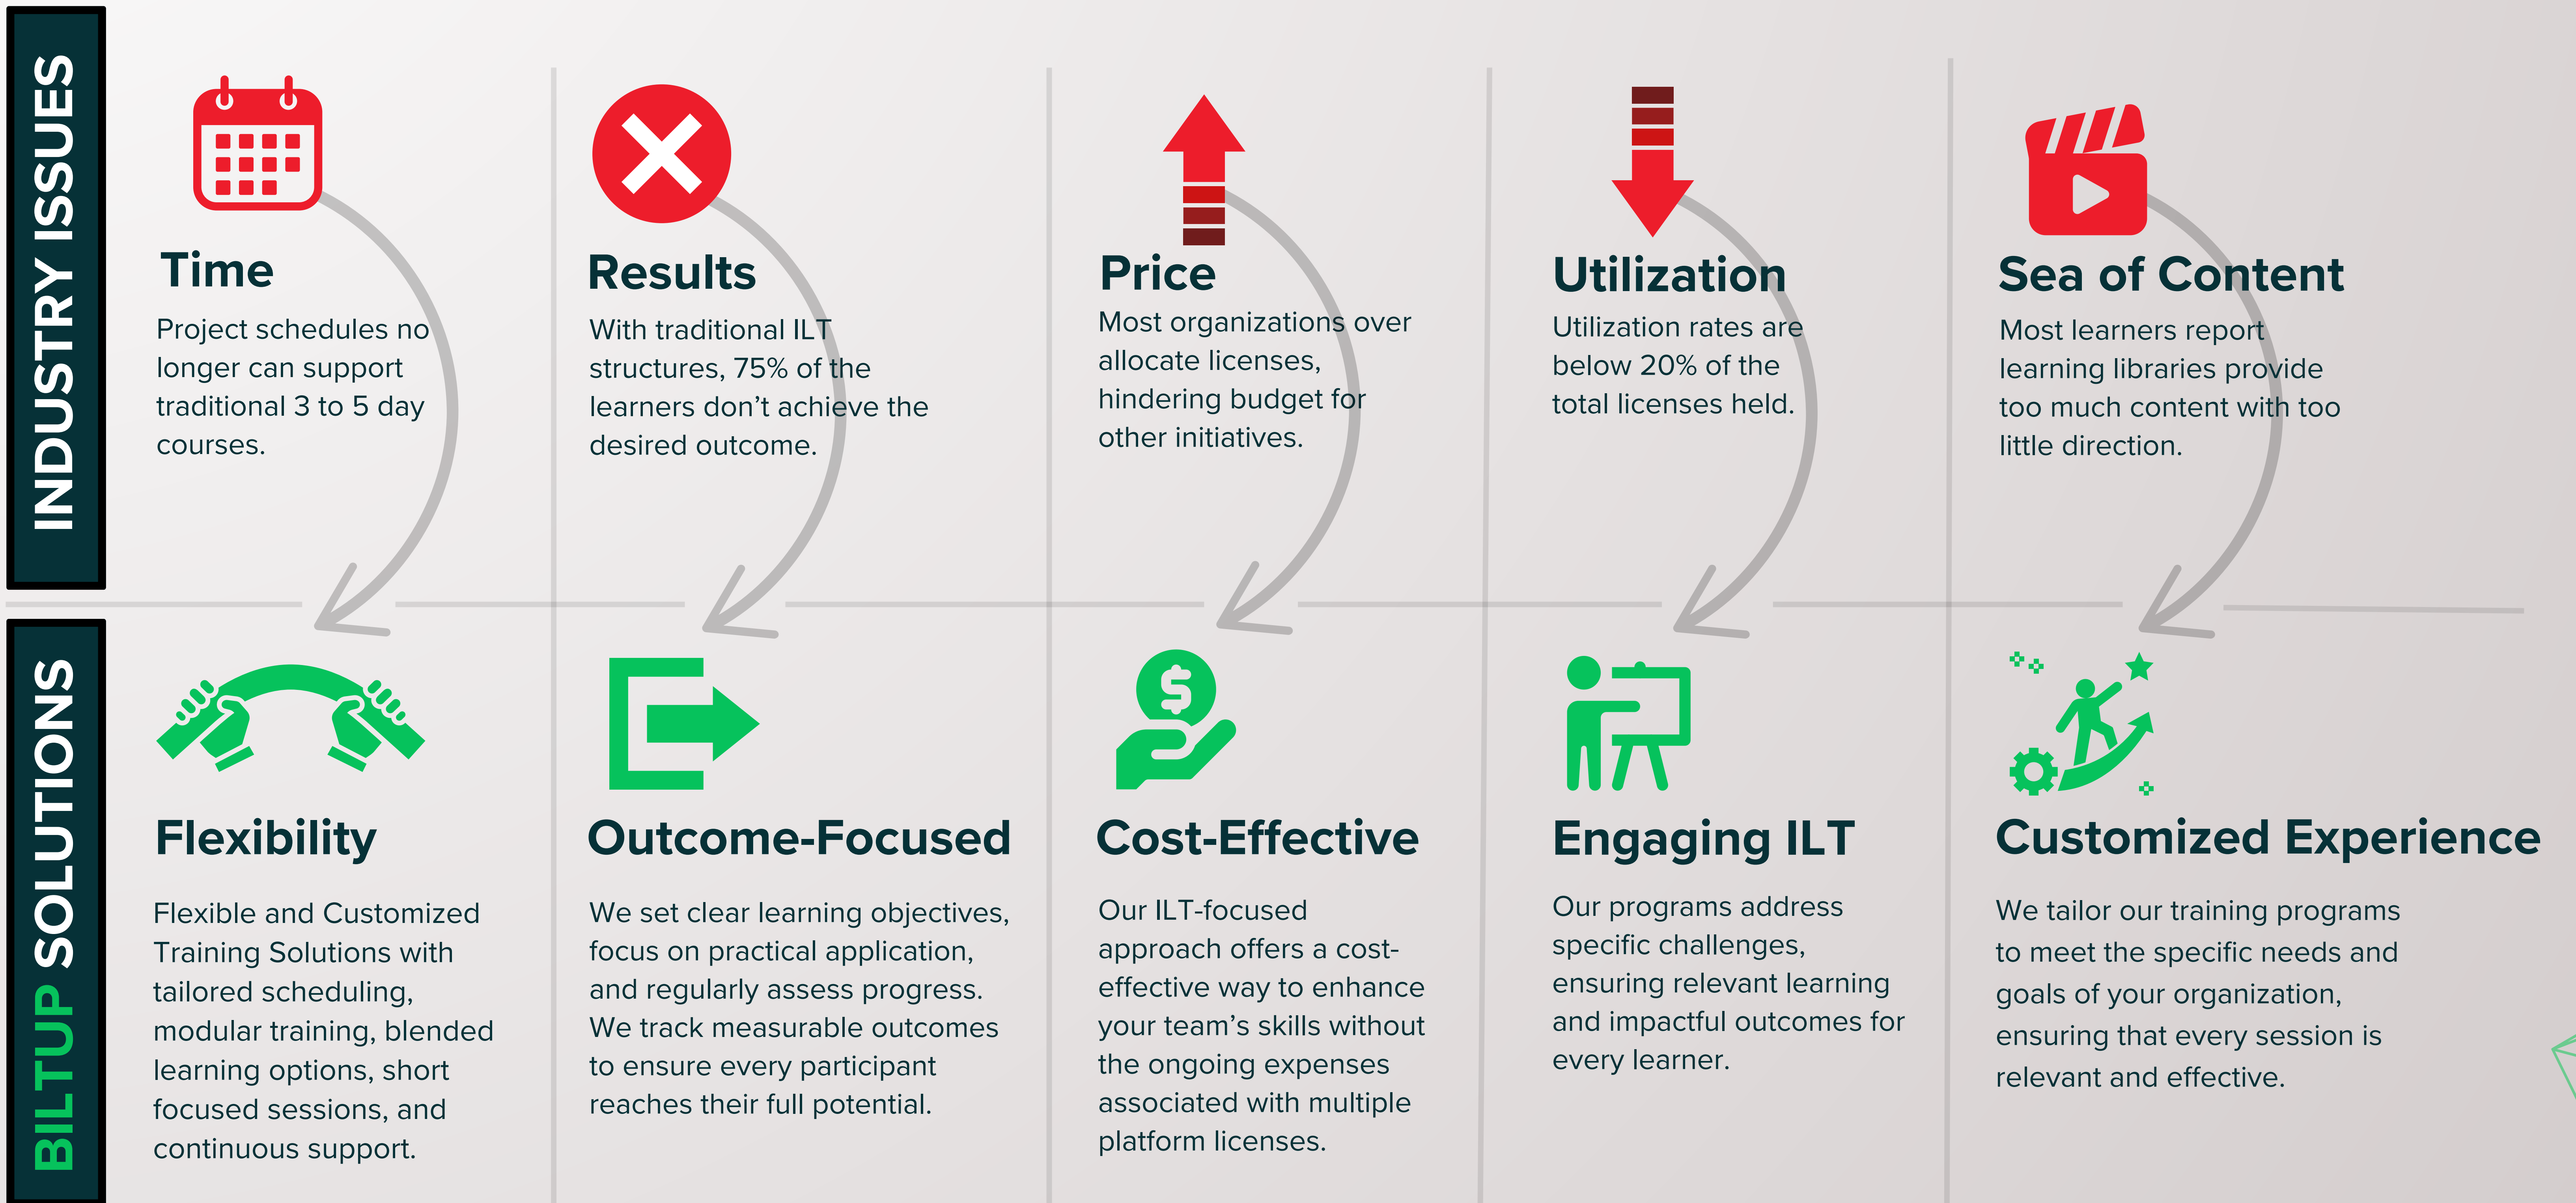 INDUSTRY ISSUES
Time
Project schedules no
longer can support
traditional 3 to 5 day
courses.
Results
With traditional ILT
structures, 75% of the
learners don’t achieve the
desired outcome.
Price
Most organizations over
allocate licenses,
hindering budget for
other initiatives.
Utilization
Utilization rates are
below 20% of the
total licenses held.
Sea of Content
Most learners report
learning libraries provide
too much content with too
little direction.
BILTUP SOLUTIONS
Flexibility
Flexible and Customized
Training Solutions with
tailored scheduling,
modular training, blended
learning options, short
focused sessions, and
continuous support.
Outcome-Focused
We set clear learning objectives,
focus on practical application,
and regularly assess progress.
We track measurable outcomes
to ensure every participant
reaches their full potential.
Cost-Effective
Our ILT-focused
approach offers a cost-
effective way to enhance
your team’s skills without
the ongoing expenses
associated with multiple
platform licenses.
Engaging ILT
Our programs address
specific challenges,
ensuring relevant learning
and impactful outcomes for
every learner.
Customized Experience
We tailor our training programs
to meet the specific needs and
goals of your organization,
ensuring that every session is
relevant and effective.